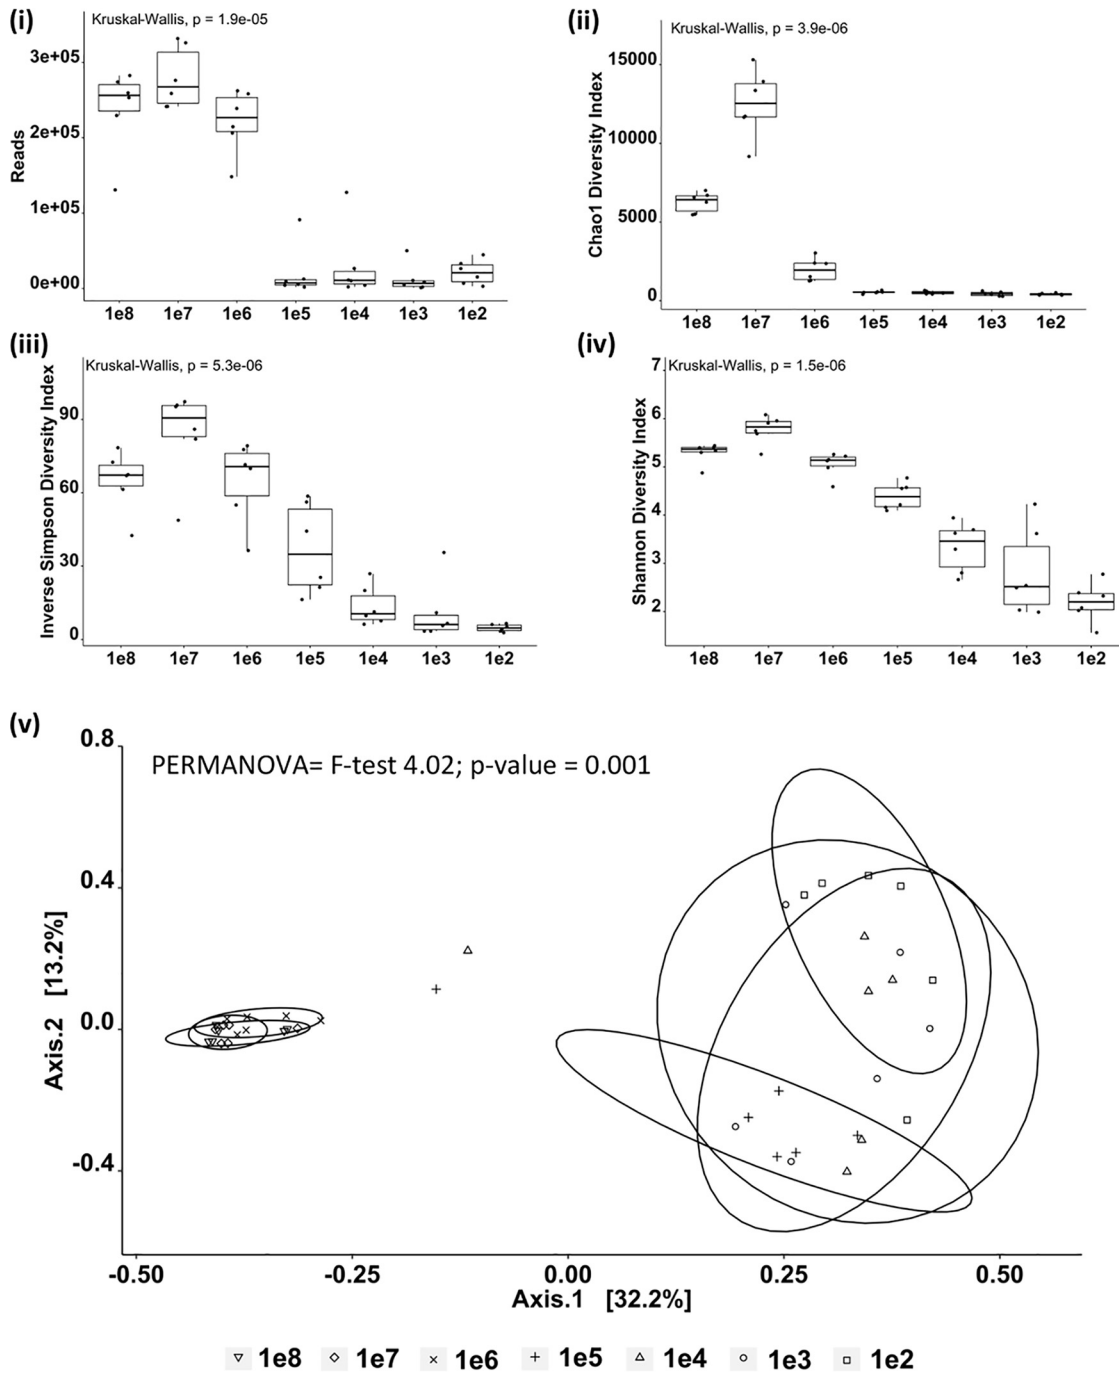 (i)
Kruskal-Wallis, p = 1.9e-05
Reads
3e+05
2e+05
1e+05
0e+00
1e8 1e7 1e6 1e5 1e4 1e3 1e2
(ii)
Kruskal-Wallis, p = 3.9e-06
Chao1 Diversity Index
15000
10000
5000
0
1e8 1e7 1e6 1e5 1e4 1e3 1e2
(iii)
Kruskal-Wallis, p = 5.3e-06
Inverse Simpson Diversity Index
90
60
30
0
1e8 1e7 1e6 1e5 1e4 1e3 1e2
(iv)
Kruskal-Wallis, p = 1.5e-06
Shannon Diversity Index
7
6
5
4
3
2
1e8 1e7 1e6 1e5 1e4 1e3 1e2
(v)
PERMANOVA= F-test 4.02; p-value = 0.001
Axis.2 [13.2%]
0.8
0.4
0.0
-0.4
-0.50 -0.25 0.00 0.25 0.50
Axis.1 [32.2%]
1e8 1e7 1e6 1e5 1e4 1e3 1e2